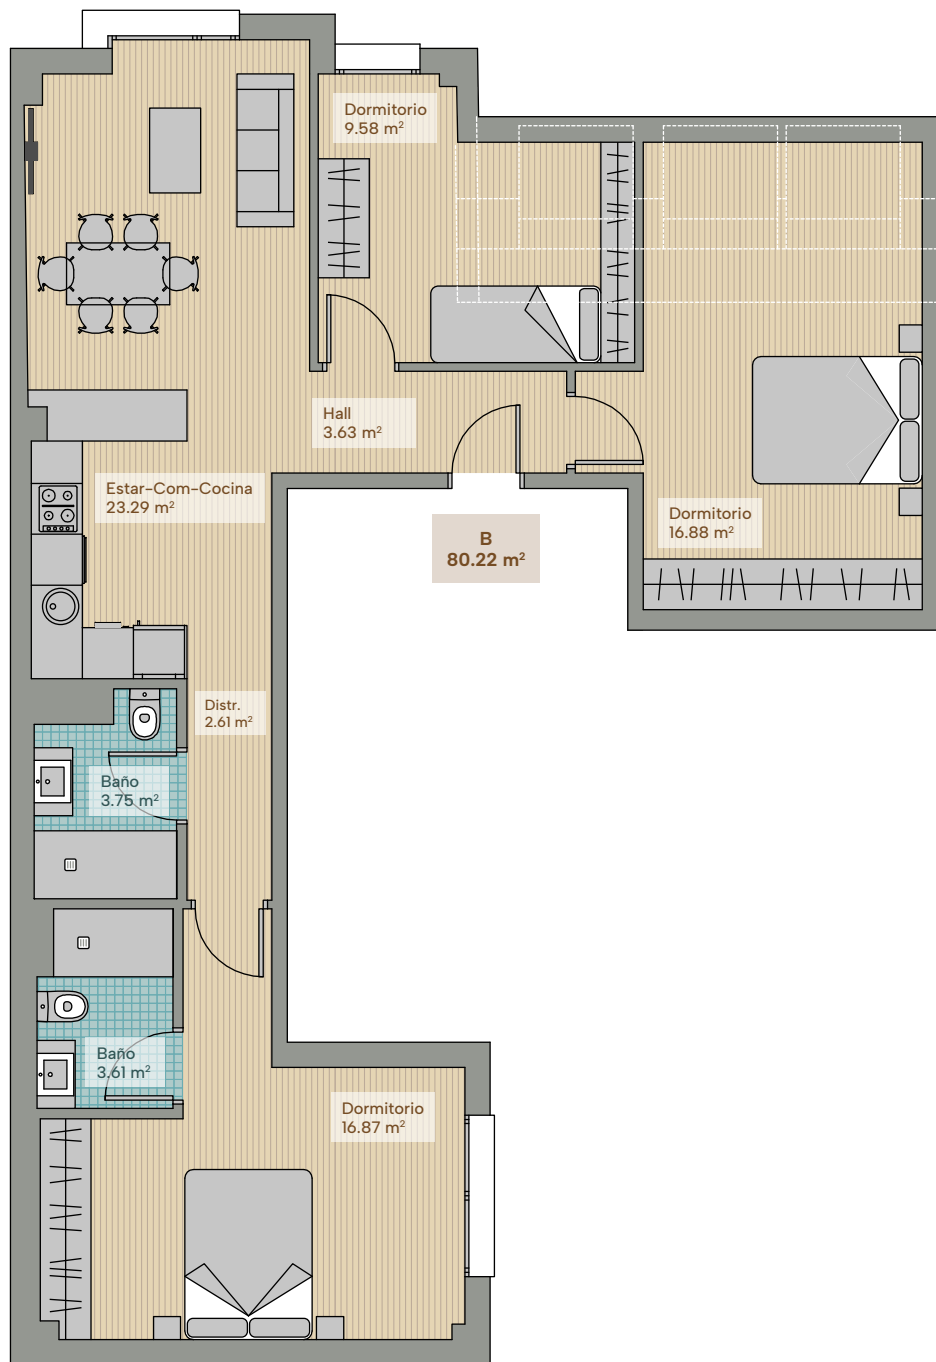 Dormitorio
9.58 m²
Hall
3.63 m²
Estar-Com-Cocina
23.29 m²
Dormitorio
16.88 m²
B
80.22 m²
Distr.
2.61 m²
Baño
3.75 m²
Baño
3.61 m²
Dormitorio
16.87 m²